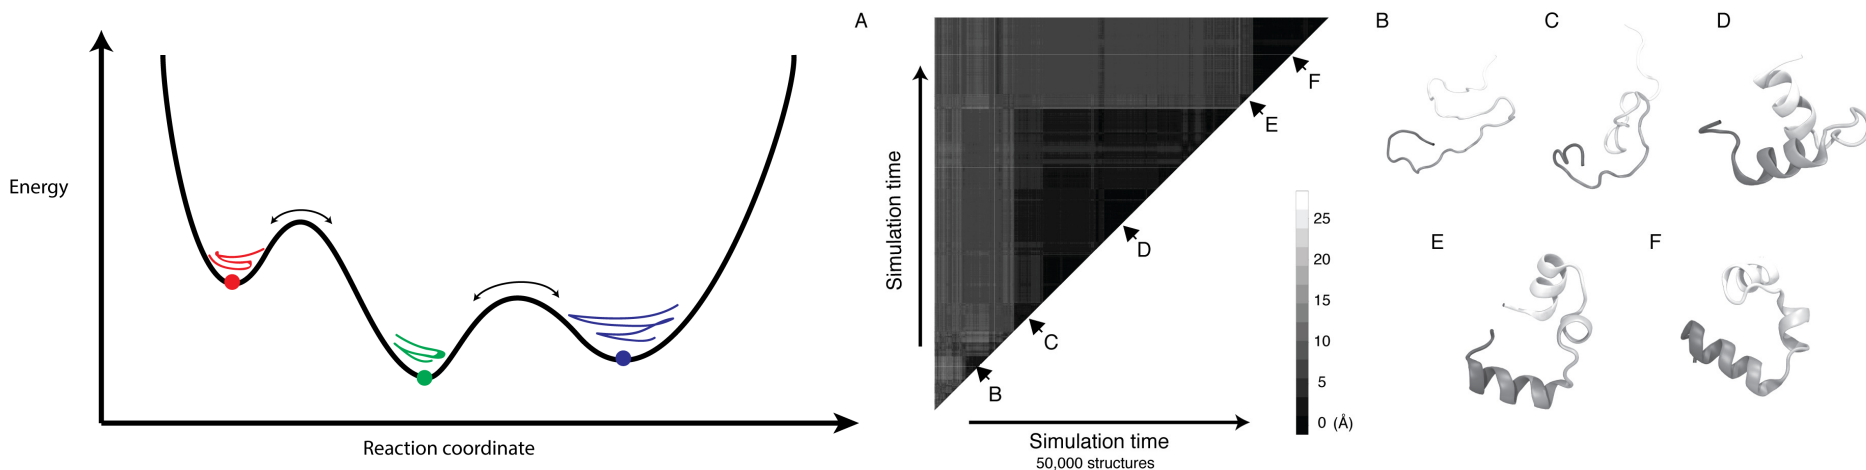 Energy
Reaction coordinate
A
Simulation time
B
C
D
E
F
Simulation time
50,000 structures
25
20
15
10
5
0 (Å)
B
C
D
E
F